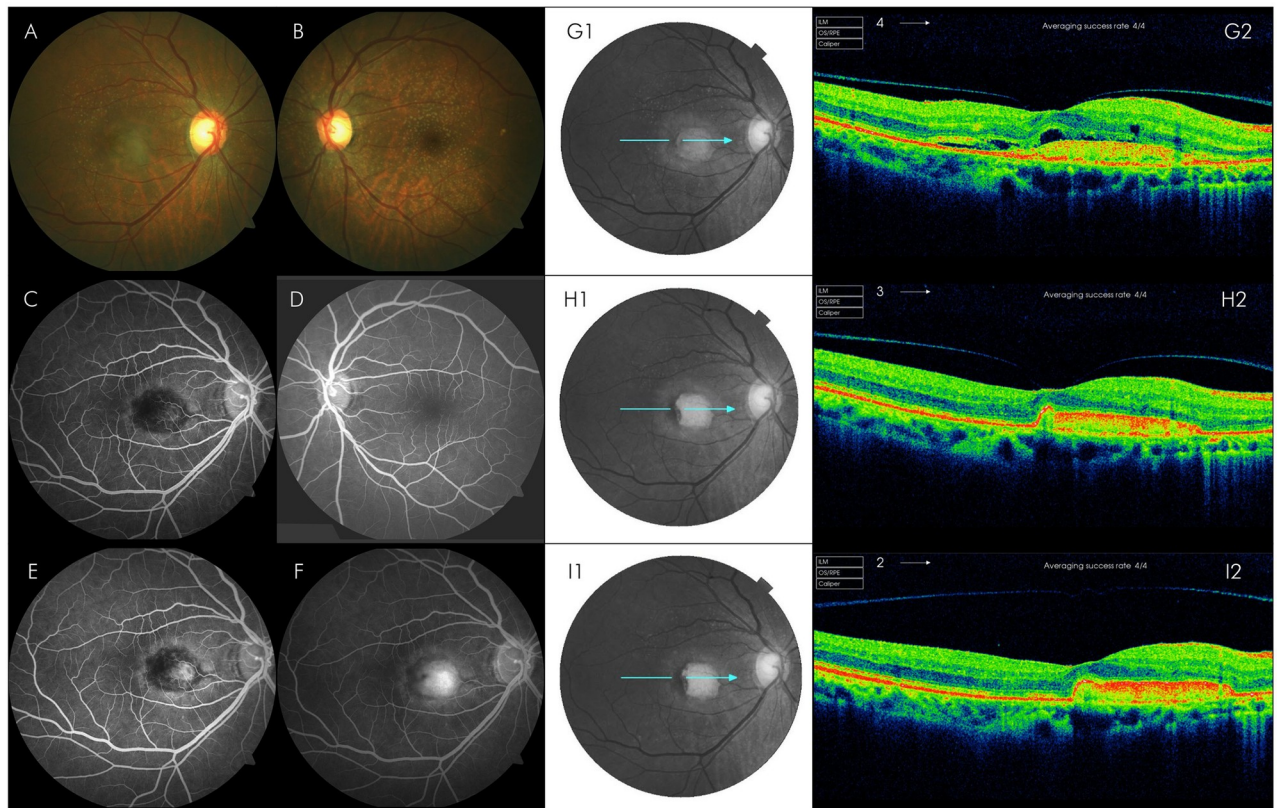 A
B
G1
ILM
OS/RPE
Caliper
4
Averaging success rate 4/4
G2
C
D
H1
ILM
OS/RPE
Caliper
3
Averaging success rate 4/4
H2
E
F
I1
ILM
OS/RPE
Caliper
2
Averaging success rate 4/4
I2